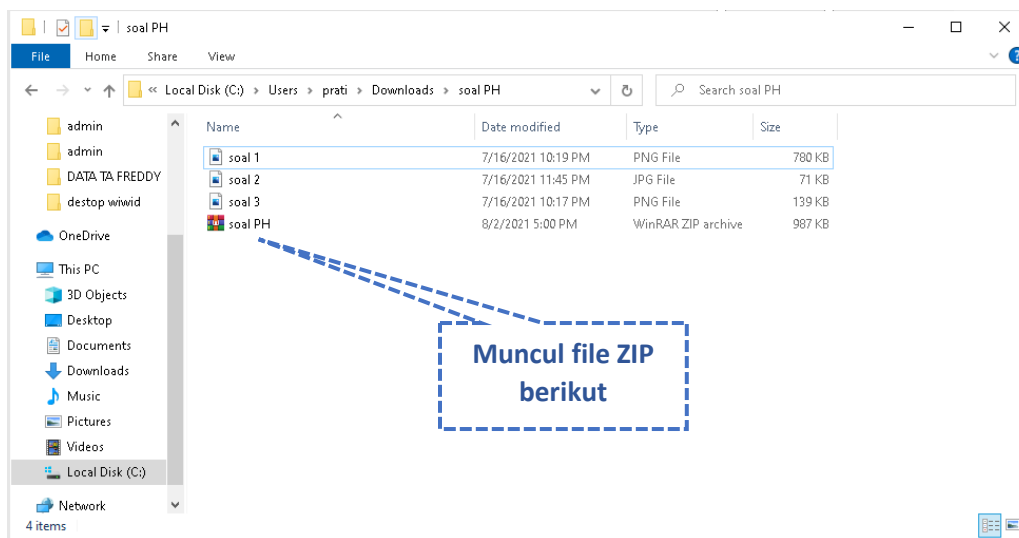 soal PH
File Home Share View
« Local Disk (C:) › Users › prati › Downloads › soal PH
Search soal PH
admin
admin
DATA TA FREDDY
destop wiwid
OneDrive
This PC
3D Objects
Desktop
Documents
Downloads
Music
Pictures
Videos
Local Disk (C:)
Network
Name Date modified Type Size
soal 1 7/16/2021 10:19 PM PNG File 780 KB
soal 2 7/16/2021 11:45 PM JPG File 71 KB
soal 3 7/16/2021 10:17 PM PNG File 139 KB
soal PH 8/2/2021 5:00 PM WinRAR ZIP archive 987 KB
Muncul file ZIP
berikut
4 items